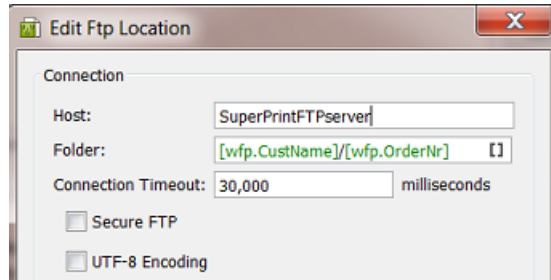 Edit Ftp Location
Connection
Host: SuperPrintFTPserver
Folder: [wfp.CustName]/[wfp.OrderNr] []
Connection Timeout: 30,000 milliseconds
Secure FTP
UTF-8 Encoding